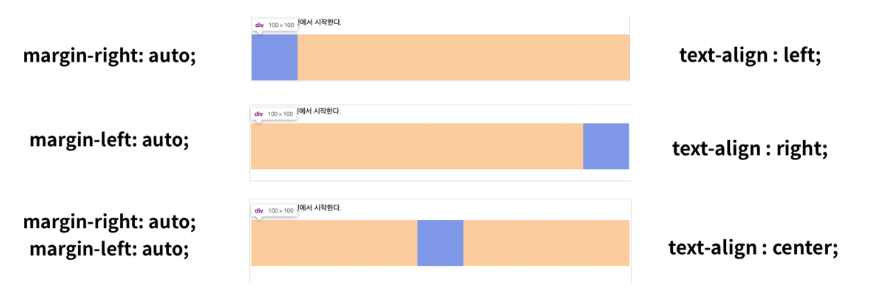 margin-right: auto;
div 100×100 에서 시작한다.
text-align : left;
margin-left: auto;
div 100×100 에서 시작한다.
text-align : right;
margin-right: auto;
margin-left: auto;
div 100×100 에서 시작한다.
text-align : center;